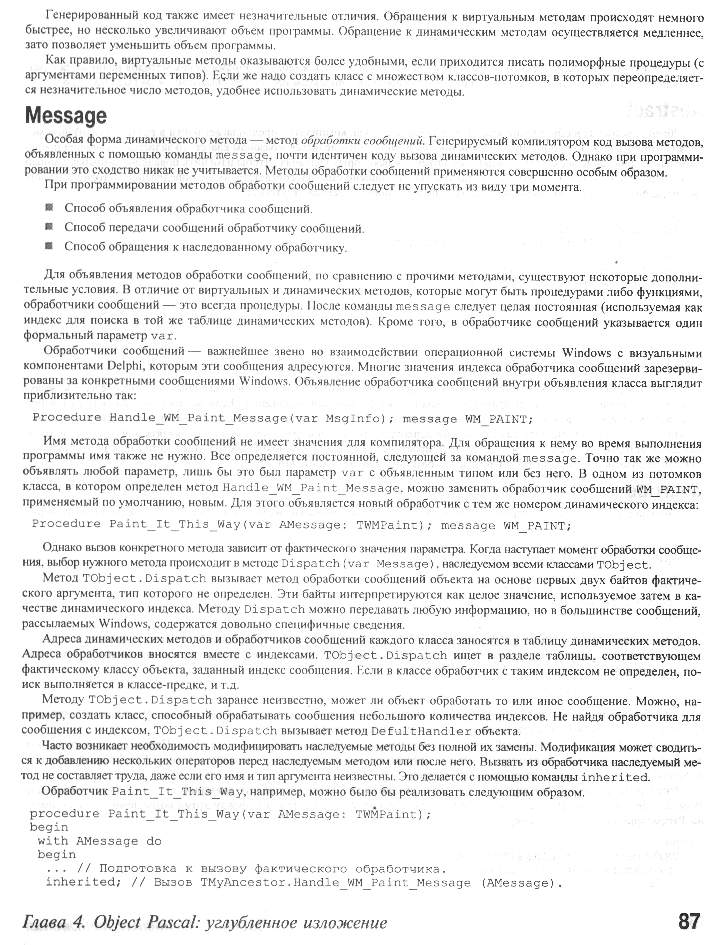 Генерированный код также имеет незначительные отличия. Обращения к виртуальным методам происходят немного
быстрее, но несколько увеличивают объем программы. Обращение к динамическим методам осуществляется медленнее,
зато позволяет уменьшить объем программы.
Как правило, виртуальные методы оказываются более удобными, если приходится писать полиморфные процедуры (с
аргументами переменных типов). Если же надо создать класс с множеством классов-потомков, в которых переопределяет-
ся незначительное число методов, удобнее использовать динамические методы.
Message
Особая форма динамического метода — метод обработки сообщений. Генерируемый компилятором код вызова методов,
объявленных с помощью команды message, почти идентичен коду вызова динамических методов. Однако при программи-
ровании это сходство никак не учитывается. Методы обработки сообщений применяются совершенно особым образом.
При программировании методов обработки сообщений следует не упускать из виду три момента.
■ Способ объявления обработчика сообщений.
■ Способ передачи сообщений обработчику сообщений.
■ Способ обращения к наследованному обработчику.
Для объявления методов обработки сообщений, по сравнению с прочими методами, существуют некоторые дополни-
тельные условия. В отличие от виртуальных и динамических методов, которые могут быть процедурами либо функциями,
обработчики сообщений — это всегда процедуры. После команды message следует целая постоянная (используемая как
индекс для поиска в той же таблице динамических методов). Кроме того, в обработчике сообщений указывается один
формальный параметр var.
Обработчики сообщений — важнейшее звено во взаимодействии операционной системы Windows с визуальными
компонентами Delphi, которым эти сообщения адресуются. Многие значения индекса обработчика сообщений зарезерви-
рованы за конкретными сообщениями Windows. Объявление обработчика сообщений внутри объявления класса выглядит
приблизительно так:
Procedure Handle_WM_Paint_Message(var MsgInfo); message WM_PAINT;
Имя метода обработки сообщений не имеет значения для компилятора. Для обращения к нему во время выполнения
программы имя также не нужно. Все определяется постоянной, следующей за командой message. Точно так же можно
объявлять любой параметр, лишь бы это был параметр var с объявленным типом или без него. В одном из потомков
класса, в котором определен метод Handle_WM_Paint_Message, можно заменить обработчик сообщений WM_PAINT,
применяемый по умолчанию, новым. Для этого объявляется новый обработчик с тем же номером динамического индекса:
Procedure Paint_It_This_Way(var AMessage: TWMPaint); message WM_PAINT;
Однако вызов конкретного метода зависит от фактического значения параметра. Когда наступает момент обработки сообще-
ния, выбор нужного метода происходит в методе Dispatch(var Message), наследуемом всеми классами TObject.
Метод TObject.Dispatch вызывает метод обработки сообщений объекта на основе первых двух байтов фактиче-
ского аргумента, тип которого не определен. Эти байты интерпретируются как целое значение, используемое затем в ка-
честве динамического индекса. Методу Dispatch можно передавать любую информацию, но в большинстве сообщений,
рассылаемых Windows, содержатся довольно специфичные сведения.
Адреса динамических методов и обработчиков сообщений каждого класса заносятся в таблицу динамических методов.
Адреса обработчиков вносятся вместе с индексами. TObject.Dispatch ищет в разделе таблицы, соответствующем
фактическому классу объекта, заданный индекс сообщения. Если в классе обработчик с таким индексом не определен, по-
иск выполняется в классе-предке, и т.д.
Методу TObject.Dispatch заранее неизвестно, может ли объект обработать то или иное сообщение. Можно, на-
пример, создать класс, способный обрабатывать сообщения небольшого количества индексов. Не найдя обработчика для
сообщения с индексом, TObject.Dispatch вызывает метод DefultHandler объекта.
Часто возникает необходимость модифицировать наследуемые методы без полной их замены. Модификация может сводить-
ся к добавлению нескольких операторов перед наследуемым методом или после него. Вызвать из обработчика наследуемый ме-
тод не составляет труда, даже если его имя и тип аргумента неизвестны. Это делается с помощью команды inherited.
Обработчик Paint_It_This_Way, например, можно было бы реализовать следующим образом.
procedure Paint_It_This_Way(var AMessage: TWMPaint);
begin
with AMessage do
begin
... // Подготовка к вызову фактического обработчика.
inherited; // Вызов TMyAncestor.Handle_WM_Paint_Message (AMessage).
Глава 4. Object Pascal: углубленное изложение 87